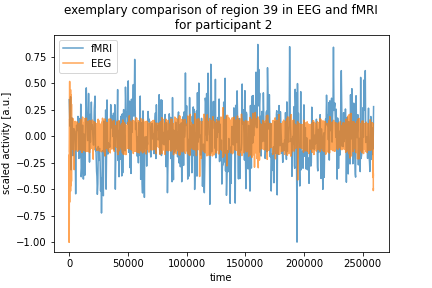 exemplary comparison of region 39 in EEG and fMRI
for participant 2
fMRI
EEG
scaled activity [a.u.]
0.75
0.50
0.25
0.00
−0.25
−0.50
−0.75
−1.00
0
50000
100000
150000
200000
250000
time